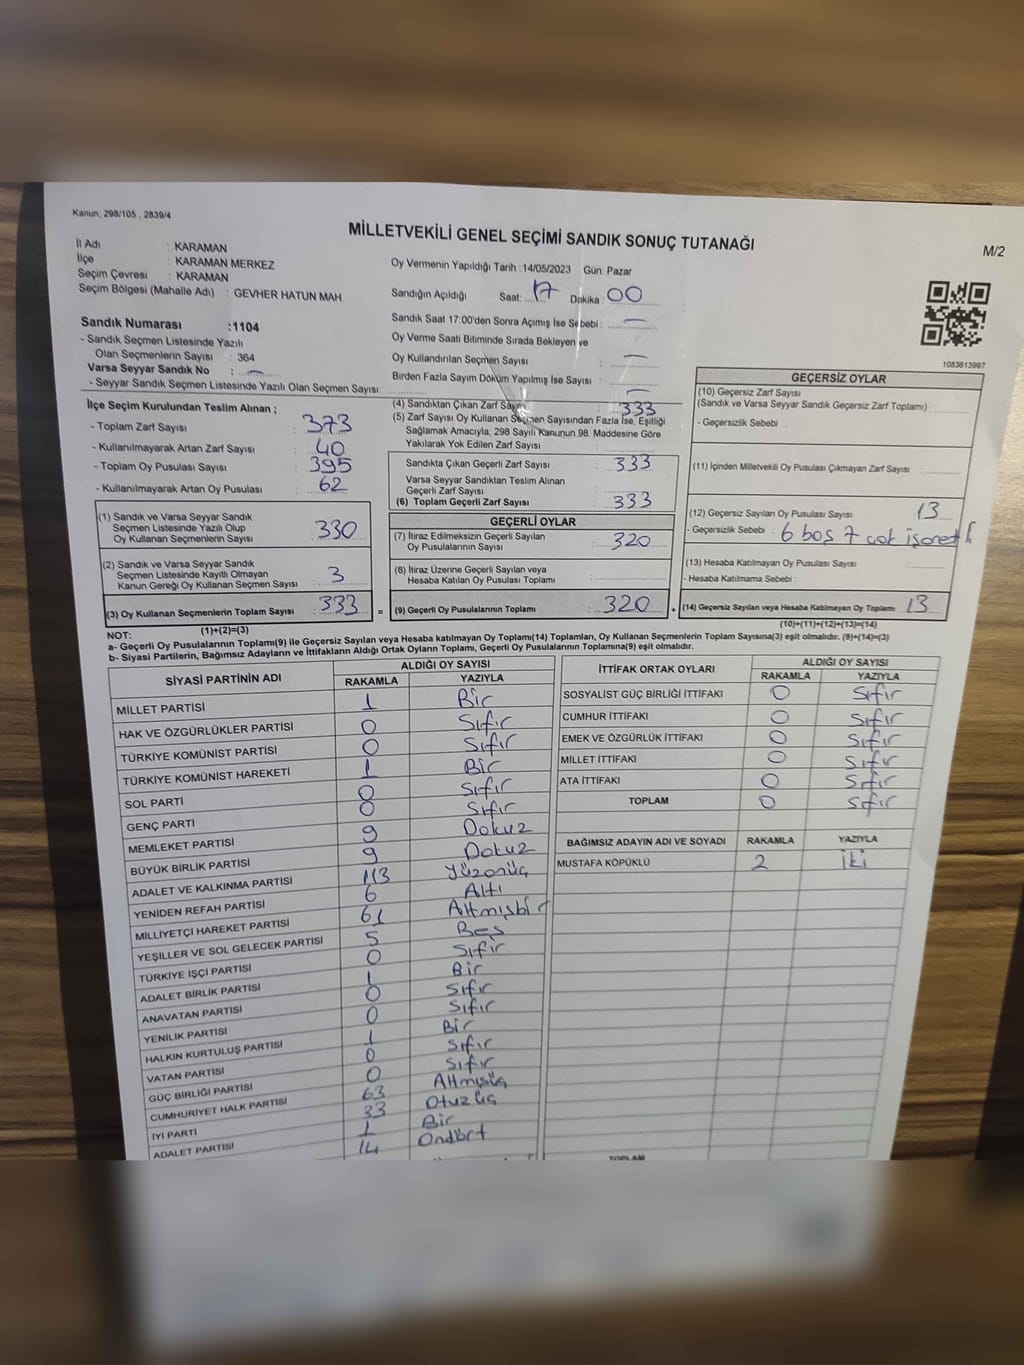 Kanun, 298/105 , 2839/4
MİLLETVEKİLİ GENEL SEÇİMİ SANDIK SONUÇ TUTANAĞI
M/2
İl Adı : KARAMAN
İlçe : KARAMAN MERKEZ
Seçim Çevresi : KARAMAN
Seçim Bölgesi (Mahalle Adı) : GEVHER HATUN MAH.
Sandık Numarası :1104
- Sandık Seçmen Listesinde Yazılı
Olan Seçmenlerin Sayısı : 364
Varsa Seyyar Sandık No : —
- Seyyar Sandık Seçmen Listesinde Yazılı Olan Seçmen Sayısı:
Oy Vermenin Yapıldığı Tarih :14/05/2023 Gün: Pazar
Sandığın Açıldığı Saat: 17 Dakika : 00
Sandık Saat 17:00'den Sonra Açımış İse Sebebi : —
Oy Verme Saati Bitiminde Sırada Bekleyen ve
Oy Kullandırılan Seçmen Sayısı : —
Birden Fazla Sayım Döküm Yapılmış İse Sayısı : —
1083613997
İlçe Seçim Kurulundan Teslim Alınan ;
- Toplam Zarf Sayısı : 373
- Kullanılmayarak Artan Zarf Sayısı : 40
- Toplam Oy Pusulası Sayısı : 395
- Kullanılmayarak Artan Oy Pusulası : 62
(1) Sandık ve Varsa Seyyar Sandık
Seçmen Listesinde Yazılı Olup
Oy Kullanan Seçmenlerin Sayısı : 330
(2) Sandık ve Varsa Seyyar Sandık
Seçmen Listesinde Kayıtlı Olmayan
Kanun Gereği Oy Kullanan Seçmen Sayısı : 3
(3) Oy Kullanan Seçmenlerin Toplam Sayısı : 333 =
(1)+(2)=(3)
(4) Sandıktan Çıkan Zarf Sayısı 333
(5) Zarf Sayısı Oy Kullanan Seçmen Sayısından Fazla İse, Eşitliği
Sağlamak Amacıyla, 298 Sayılı Kanunun 98. Maddesine Göre
Yakılarak Yok Edilen Zarf Sayısı :
Sandıkta Çıkan Geçerli Zarf Sayısı : 333
Varsa Seyyar Sandıktan Teslim Alınan
Geçerli Zarf Sayısı :
(6) Toplam Geçerli Zarf Sayısı : 333
GEÇERLİ OYLAR
(7) İtiraz Edilmeksizin Geçerli Sayılan
Oy Pusulalarının Sayısı : 320
(8) İtiraz Üzerine Geçerli Sayılan veya
Hesaba Katılan Oy Pusulası Toplamı :
(9) Geçerli Oy Pusulalarının Toplamı : 320 +
GEÇERSİZ OYLAR
(10) Geçersiz Zarf Sayısı
(Sandık ve Varsa Seyyar Sandık Geçersiz Zarf Toplamı) :
- Geçersizlik Sebebi :
(11) İçinden Milletvekili Oy Pusulası Çıkmayan Zarf Sayısı :
(12) Geçersiz Sayılan Oy Pusulası Sayısı : 13
- Geçersizlik Sebebi : 6 boş 7 çok işaretli
(13) Hesaba Katılmayan Oy Pusulası Sayısı :
- Hesaba Katılmama Sebebi :
(14) Geçersiz Sayılan veya Hesaba Katılmayan Oy Toplamı : 13
(10)+(11)+(12)+(13)=(14)
NOT:
a- Geçerli Oy Pusulalarının Toplamı(9) ile Geçersiz Sayılan veya Hesaba katılmayan Oy Toplamı(14) Toplamları, Oy Kullanan Seçmenlerin Toplam Sayısına(3) eşit olmalıdır. (9)+(14)=(3)
b- Siyasi Partilerin, Bağımsız Adayların ve İttifakların Aldığı Ortak Oyların Toplamı, Geçerli Oy Pusulalarının Toplamına(9) eşit olmalıdır.
SİYASİ PARTİNİN ADI ALDIĞI OY SAYISI
RAKAMLA YAZIYLA
MİLLET PARTİSİ 1 Bir
HAK VE ÖZGÜRLÜKLER PARTİSİ 0 Sıfır
TÜRKİYE KOMÜNİST PARTİSİ 0 Sıfır
TÜRKİYE KOMÜNİST HAREKETİ 1 Bir
SOL PARTİ 0 Sıfır
GENÇ PARTİ 0 Sıfır
MEMLEKET PARTİSİ 9 Dokuz
BÜYÜK BİRLİK PARTİSİ 9 Dokuz
ADALET VE KALKINMA PARTİSİ 113 Yüzonüç
YENİDEN REFAH PARTİSİ 6 Altı
MİLLİYETÇİ HAREKET PARTİSİ 61 Altmışbir
YEŞİLLER VE SOL GELECEK PARTİSİ 5 Beş
TÜRKİYE İŞÇİ PARTİSİ 0 Sıfır
ADALET BİRLİK PARTİSİ 1 Bir
ANAVATAN PARTİSİ 0 Sıfır
YENİLİK PARTİSİ 0 Sıfır
HALKIN KURTULUŞ PARTİSİ 1 Bir
VATAN PARTİSİ 0 Sıfır
GÜÇ BİRLİĞİ PARTİSİ 0 Sıfır
CUMHURİYET HALK PARTİSİ 63 Altmışüç
İYİ PARTİ 33 Otuzüç
ADALET PARTİSİ 1 Bir
14 Ondört
İTTİFAK ORTAK OYLARI ALDIĞI OY SAYISI
RAKAMLA YAZIYLA
SOSYALİST GÜÇ BİRLİĞİ İTTİFAKI 0 Sıfır
CUMHUR İTTİFAKI 0 Sıfır
EMEK VE ÖZGÜRLÜK İTTİFAKI 0 Sıfır
MİLLET İTTİFAKI 0 Sıfır
ATA İTTİFAKI 0 Sıfır
TOPLAM 0 Sıfır
BAĞIMSIZ ADAYIN ADI VE SOYADI RAKAMLA YAZIYLA
MUSTAFA KÖPÜKLÜ 2 İki
TOPLAM